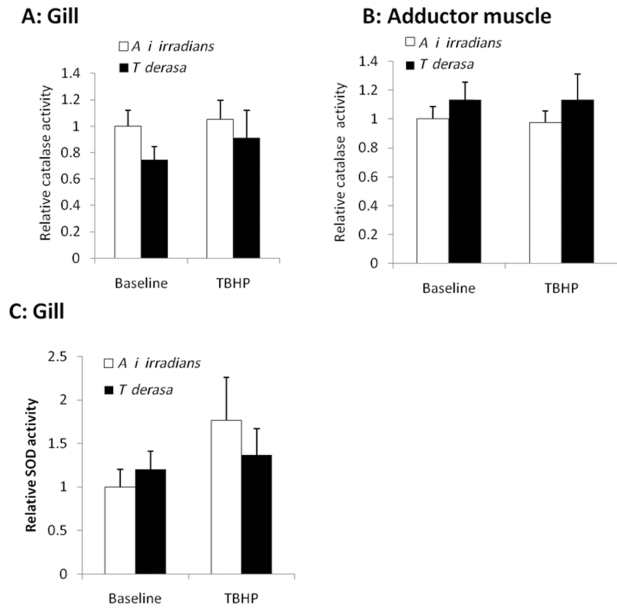 A: Gill
A i irradians
T derasa
Relative catalase activity
1.4
1.2
1
0.8
0.6
0.4
0.2
0
Baseline
TBHP
B: Adductor muscle
A i irradians
T derasa
Relative catalase activity
1.4
1.2
1
0.8
0.6
0.4
0.2
0
Baseline
TBHP
C: Gill
A i irradians
T derasa
Relative SOD activity
2.5
2
1.5
1
0.5
0
Baseline
TBHP